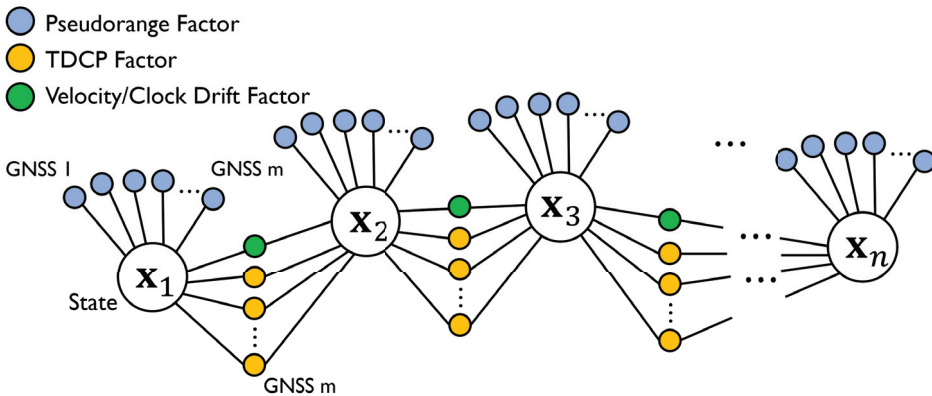 Pseudorange Factor
TDCP Factor
Velocity/Clock Drift Factor
GNSS 1
GNSS m
x₁
x₂
x₃
xₙ
State
GNSS m